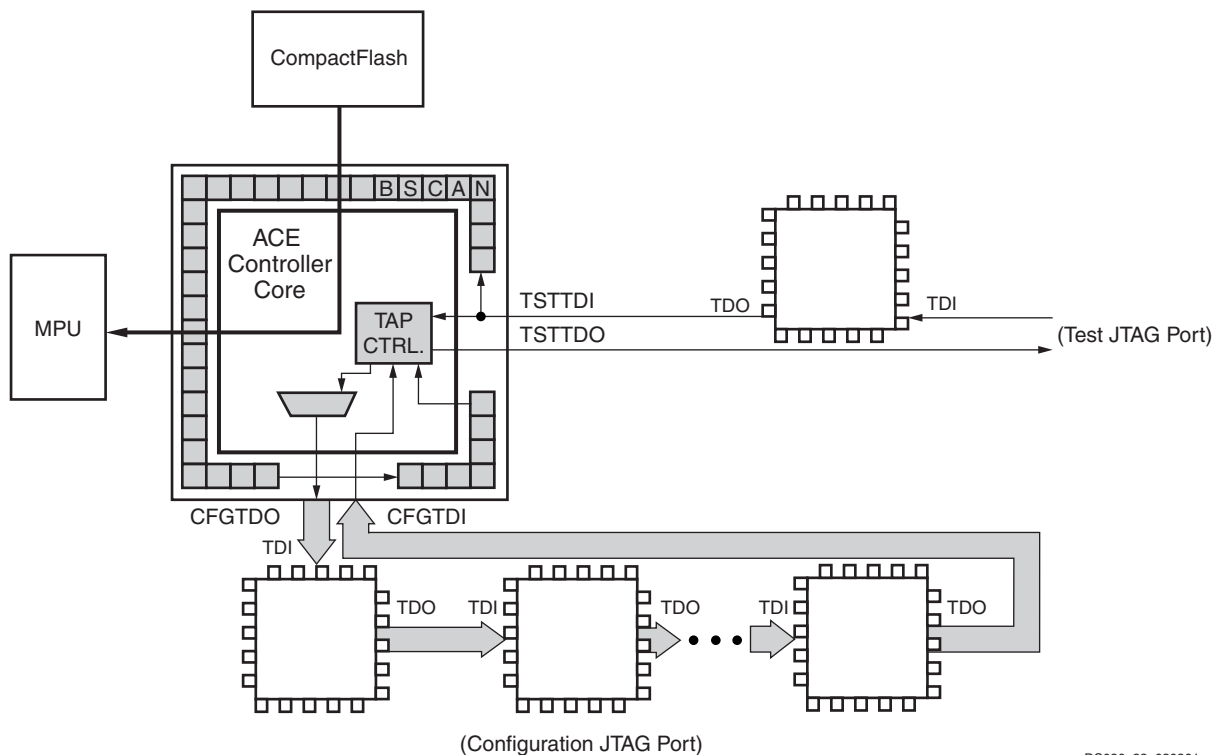 CompactFlash
B S C A N
ACE
Controller
Core
MPU
TAP
CTRL.
TSTTDI
TSTTDO
TDO
TDI
(Test JTAG Port)
CFGTDO
CFGTDI
TDI
TDO
TDI
TDO
TDI
TDO
(Configuration JTAG Port)